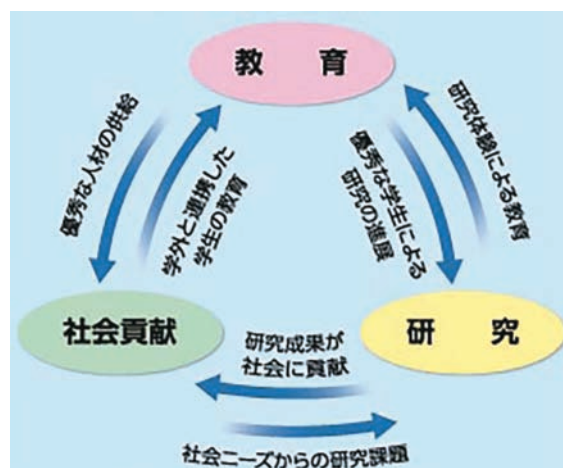 教　育
優秀な人材の供給
学外と連携した
学生の教育
優秀な学生による
研究の進展
研究体験による教育
社会貢献
研究成果が
社会に貢献
研　究
社会ニーズからの研究課題